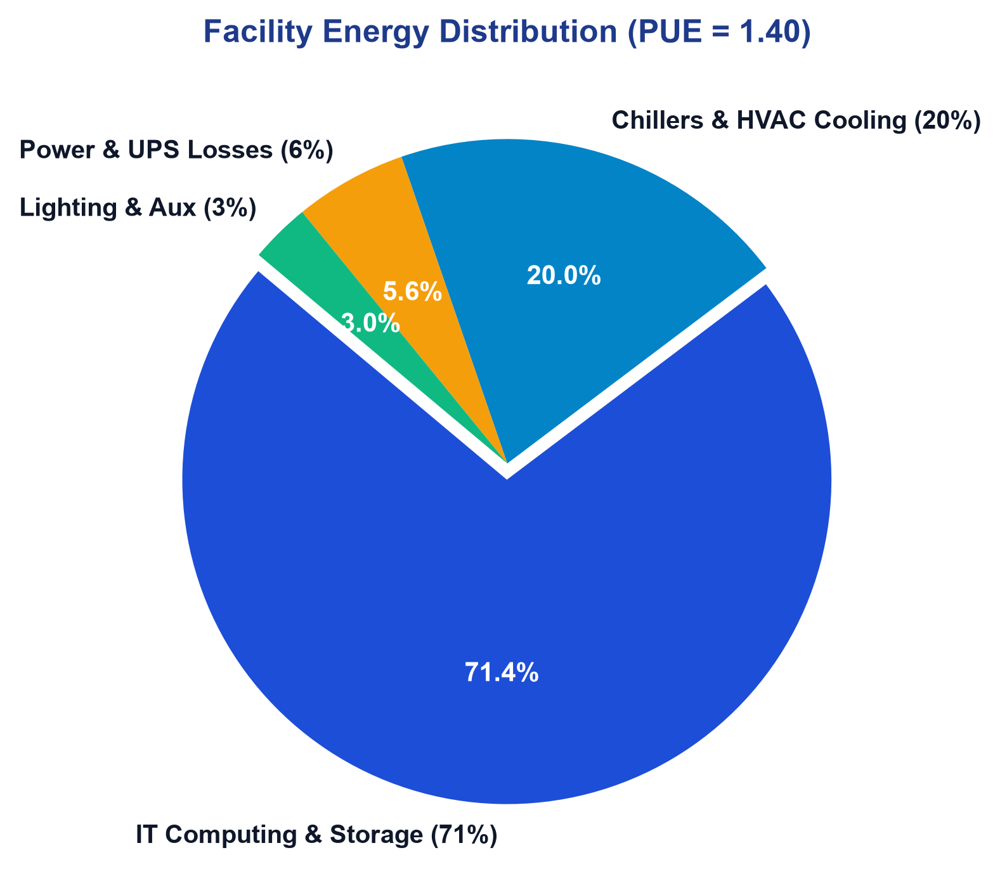 Facility Energy Distribution (PUE = 1.40)
Chillers & HVAC Cooling (20%)
Power & UPS Losses (6%)
Lighting & Aux (3%)
20.0%
5.6%
3.0%
71.4%
IT Computing & Storage (71%)